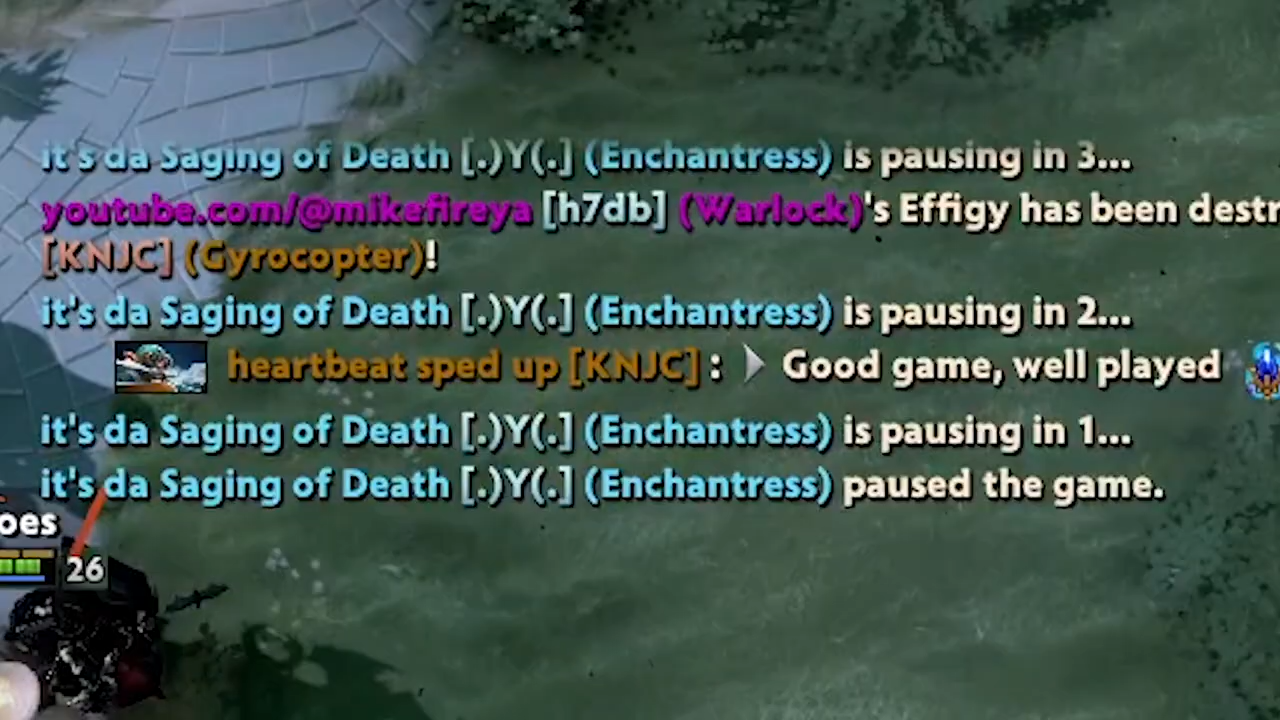 it's da Saging of Death [.)Y(.] (Enchantress) is pausing in 3...
youtube.com/@mikefireya [h7db] (Warlock)'s Effigy has been destr
[KNJC] (Gyrocopter)!
it's da Saging of Death [.)Y(.] (Enchantress) is pausing in 2...
heartbeat sped up [KNJC] : Good game, well played
it's da Saging of Death [.)Y(.] (Enchantress) is pausing in 1...
it's da Saging of Death [.)Y(.] (Enchantress) paused the game.
oes
26